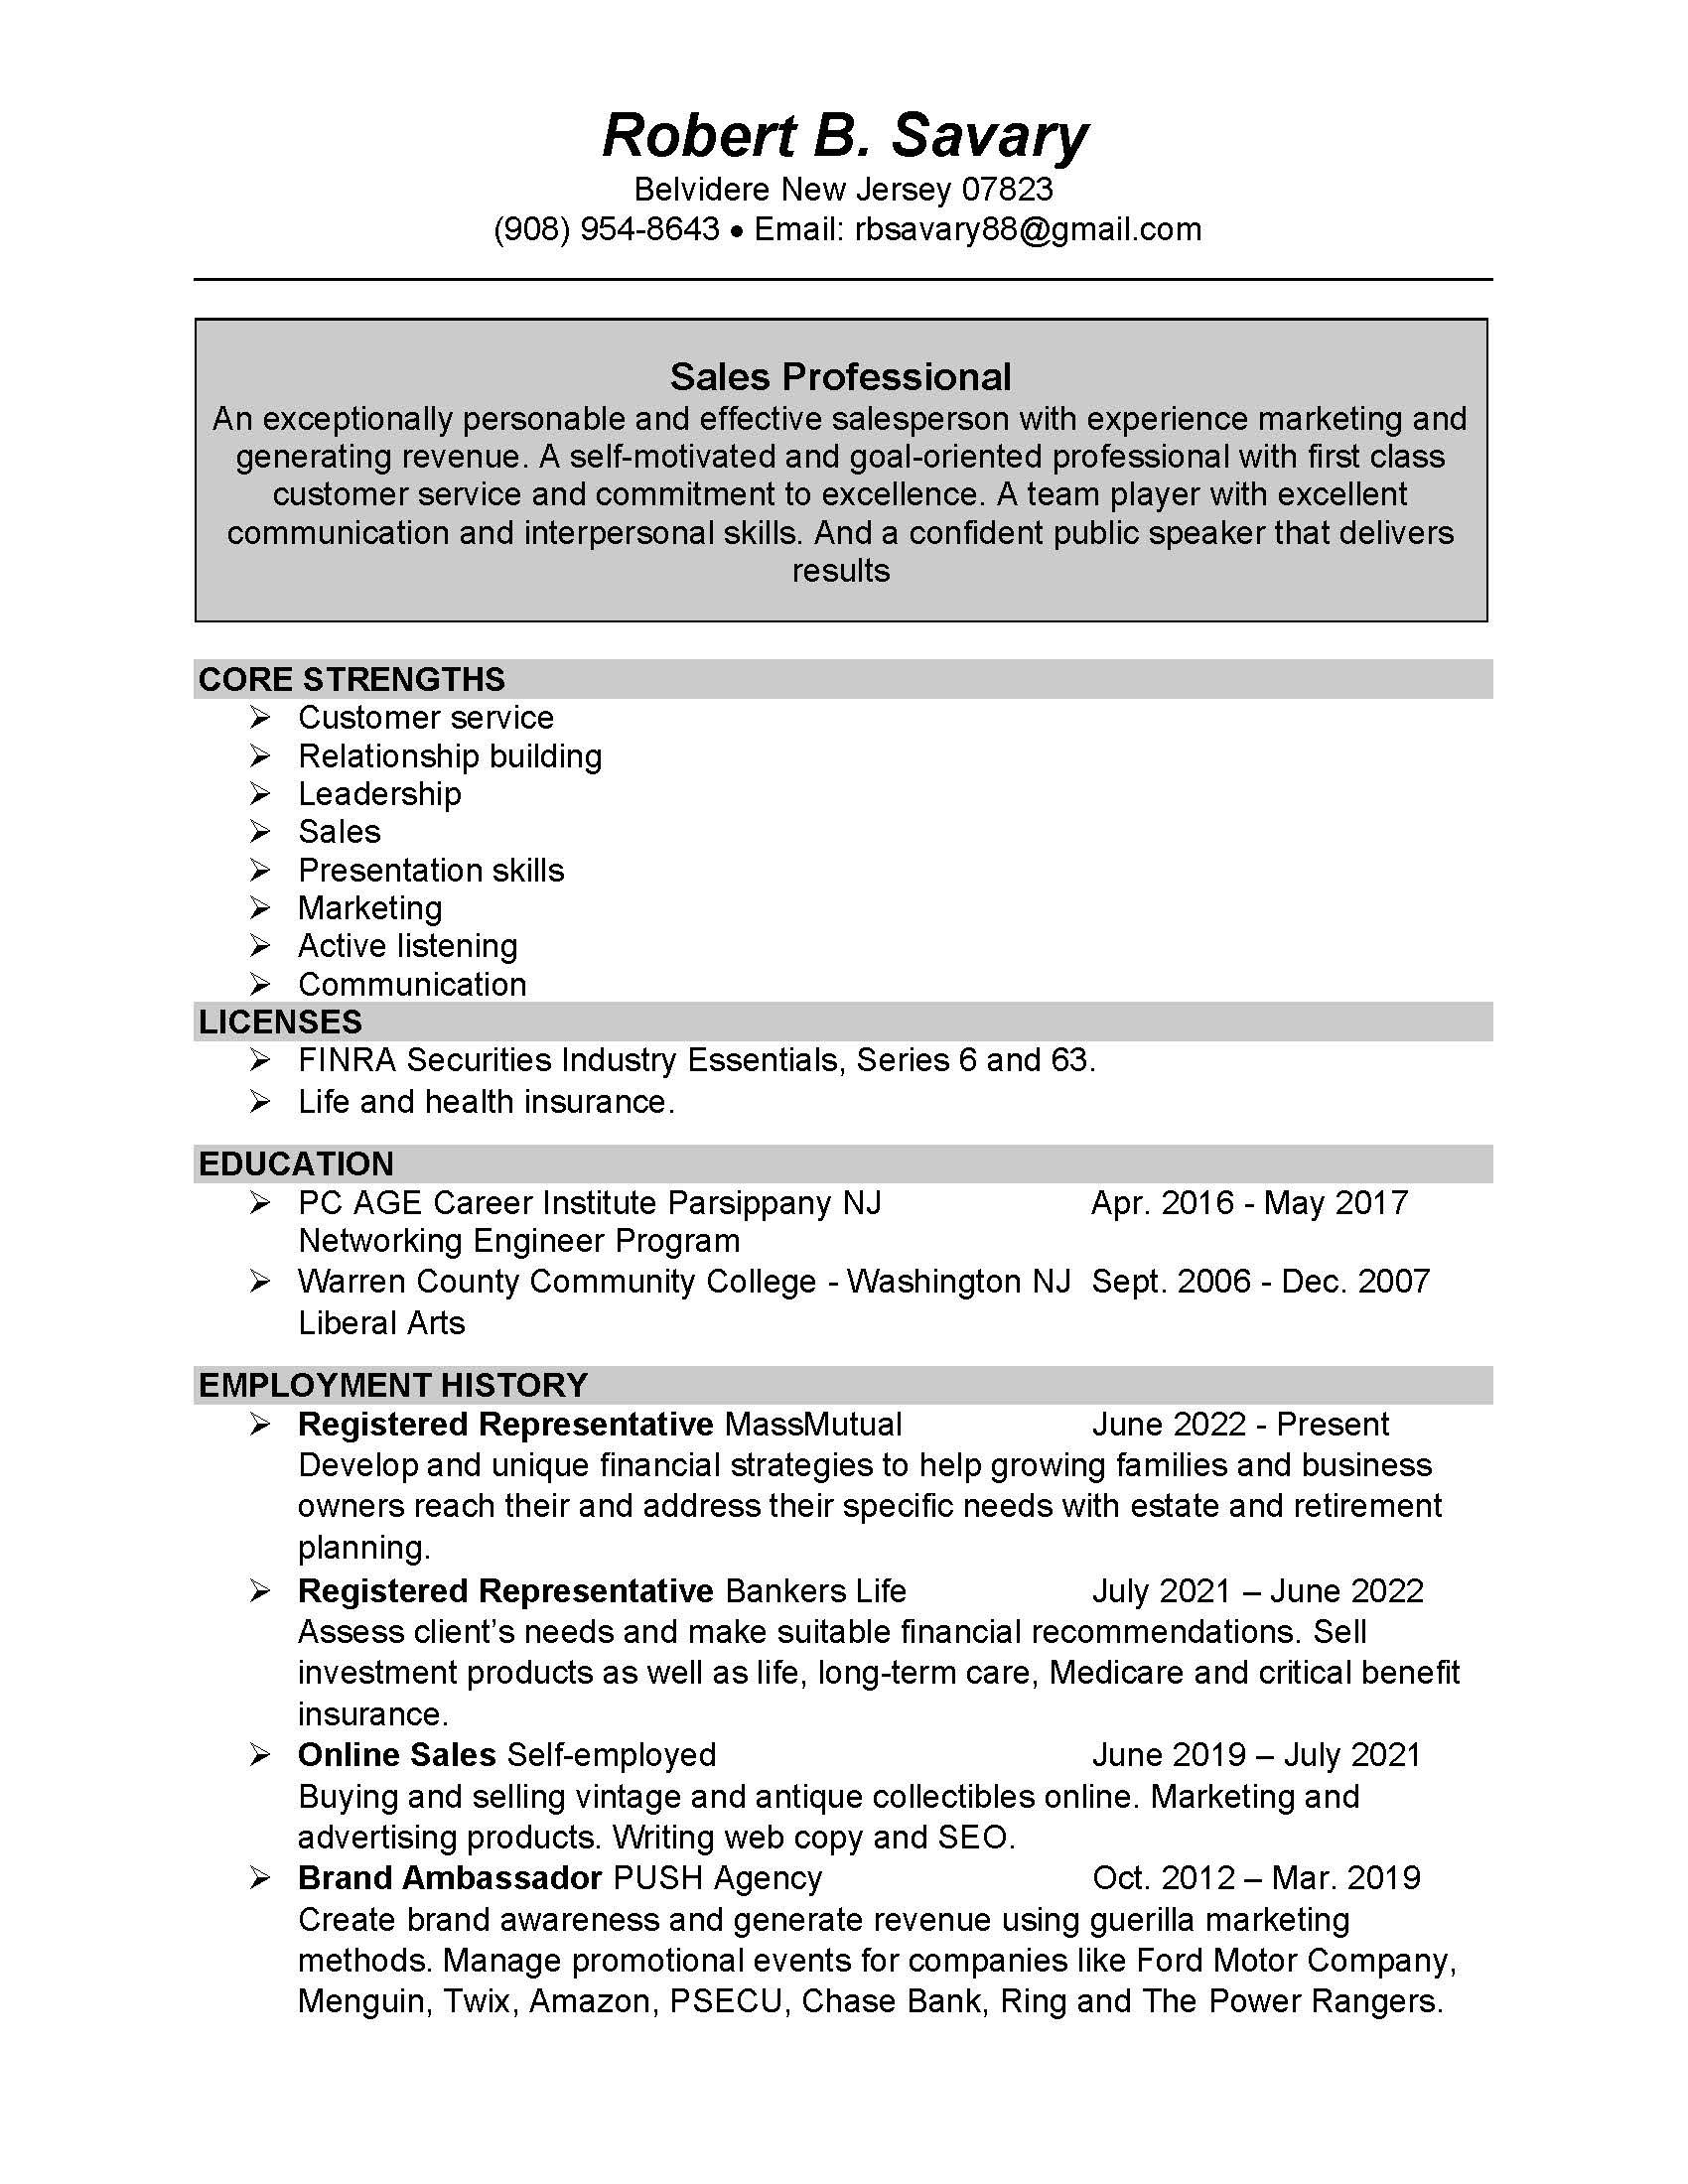 Robert B. Savary
Belvidere New Jersey 07823
(908) 954-8643 • Email: rbsavary88@gmail.com
Sales Professional
An exceptionally personable and effective salesperson with experience marketing and
generating revenue. A self-motivated and goal-oriented professional with first class
customer service and commitment to excellence. A team player with excellent
communication and interpersonal skills. And a confident public speaker that delivers
results
CORE STRENGTHS
➢ Customer service
➢ Relationship building
➢ Leadership
➢ Sales
➢ Presentation skills
➢ Marketing
➢ Active listening
➢ Communication
LICENSES
➢ FINRA Securities Industry Essentials, Series 6 and 63.
➢ Life and health insurance.
EDUCATION
➢ PC AGE Career Institute Parsippany NJ Apr. 2016 - May 2017
Networking Engineer Program
➢ Warren County Community College - Washington NJ Sept. 2006 - Dec. 2007
Liberal Arts
EMPLOYMENT HISTORY
➢ Registered Representative MassMutual June 2022 - Present
Develop and unique financial strategies to help growing families and business
owners reach their and address their specific needs with estate and retirement
planning.
➢ Registered Representative Bankers Life July 2021 – June 2022
Assess client’s needs and make suitable financial recommendations. Sell
investment products as well as life, long-term care, Medicare and critical benefit
insurance.
➢ Online Sales Self-employed June 2019 – July 2021
Buying and selling vintage and antique collectibles online. Marketing and
advertising products. Writing web copy and SEO.
➢ Brand Ambassador PUSH Agency Oct. 2012 – Mar. 2019
Create brand awareness and generate revenue using guerilla marketing
methods. Manage promotional events for companies like Ford Motor Company,
Menguin, Twix, Amazon, PSECU, Chase Bank, Ring and The Power Rangers.